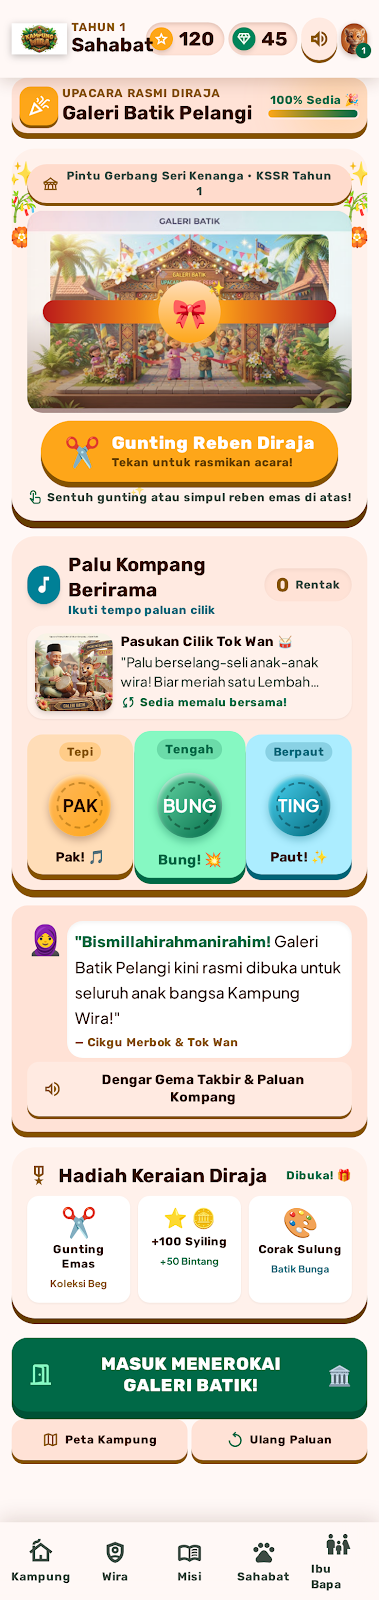 KAMPUNG
WIRA
TAHUN 1
Sahabat
120
45
1
UPACARA RASMI DIRAJA
Galeri Batik Pelangi
100% Sedia 🎉
Pintu Gerbang Seri Kenanga • KSSR Tahun
1
GALERI BATIK
GALERI BATIK
Gunting Reben Diraja
Tekan untuk rasmikan acara!
Sentuh gunting atau simpul reben emas di atas!
Palu Kompang
Berirama
Ikuti tempo paluan cilik
0 Rentak
Pasukan Cilik Tok Wan 🥁
"Palu berselang-seli anak-anak
wira! Biar meriah satu Lembah...
Sedia memalu bersama!
GALERI BATIK
Tepi
PAK
Pak! 🎵
Tengah
BUNG
Bung! 💥
Berpaut
TING
Paut! ✨
"Bismillahirahmanirahim! Galeri
Batik Pelangi kini rasmi dibuka untuk
seluruh anak bangsa Kampung
Wira!"
— Cikgu Merbok & Tok Wan
Dengar Gema Takbir & Paluan
Kompang
Hadiah Keraian Diraja
Dibuka! 🎁
Gunting
Emas
Koleksi Beg
+100 Syiling
+50 Bintang
Corak Sulung
Batik Bunga
MASUK MENEROKAI
GALERI BATIK!
Peta Kampung
Ulang Paluan
Kampung
Wira
Misi
Sahabat
Ibu
Bapa